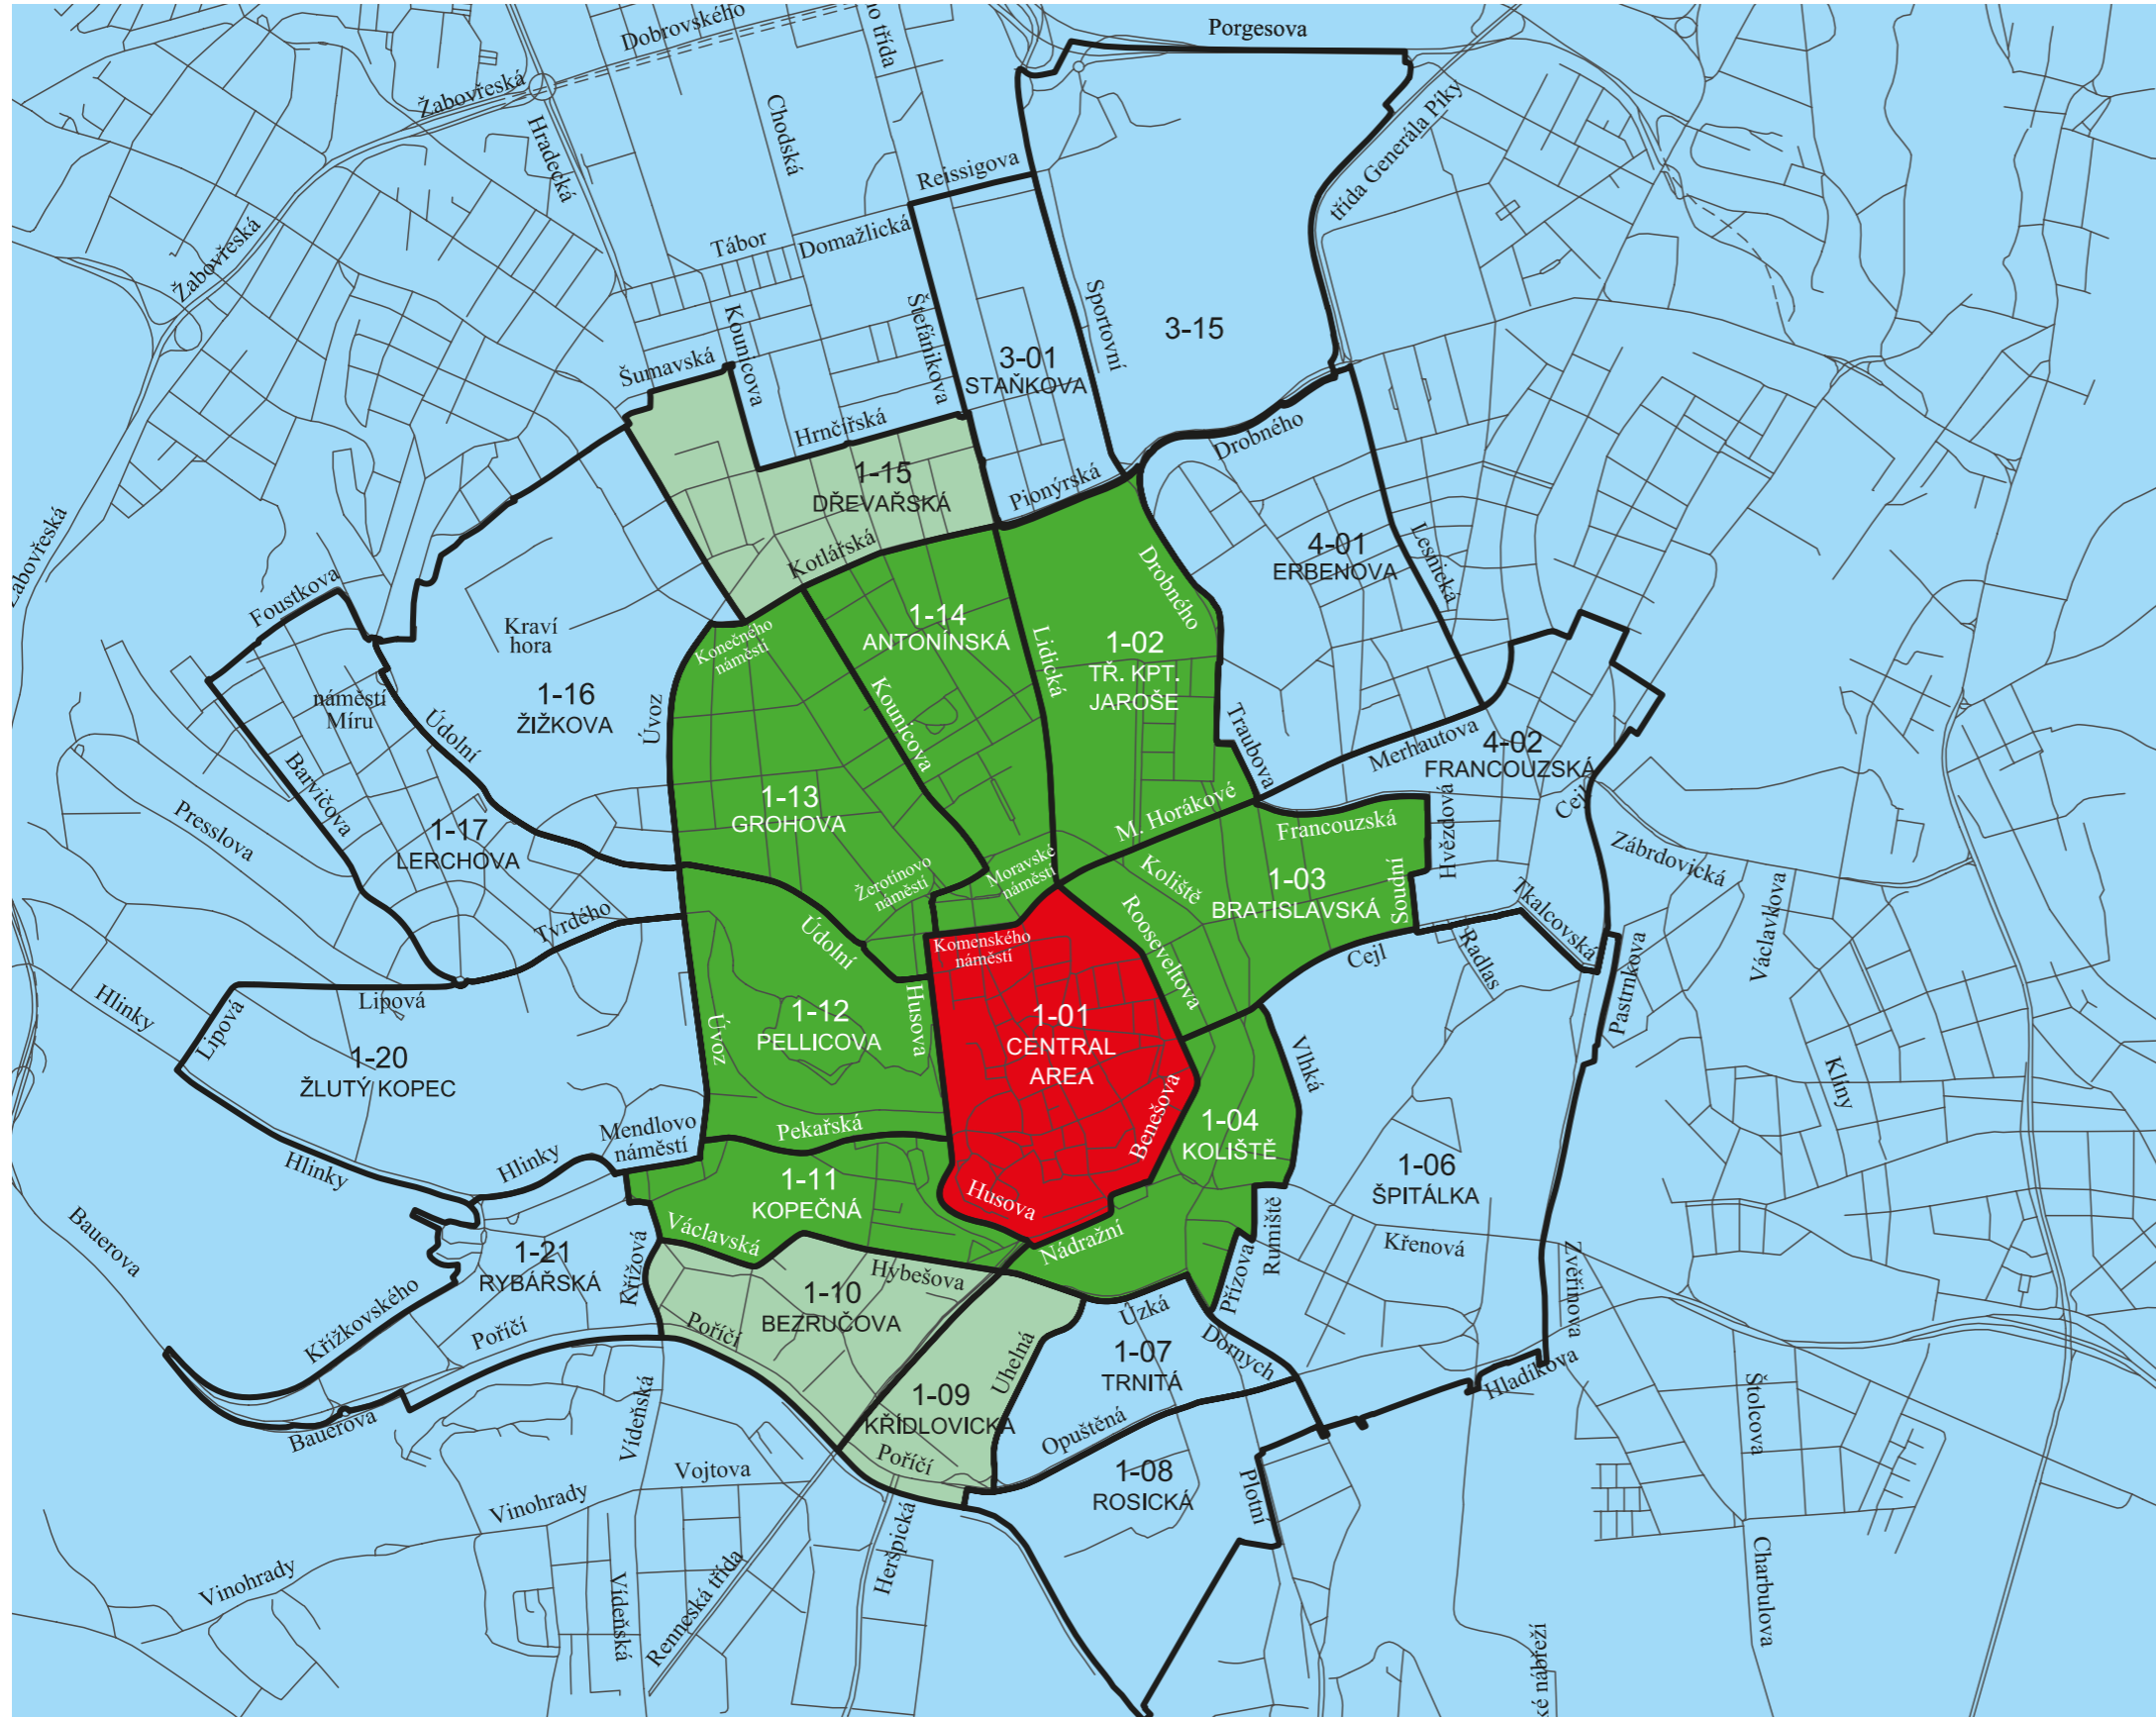 Dobrovského
ho třída
Porgesova
Žabovřeská
Hradecká
Chodská
třída Generála Píky
Reissigova
Žabovřeská
Tábor
Domažlická
Štefánikova
Sportovní
3-15
Kounicova
Šumavská
3-01
STAŇKOVA
Hrnčířská
Drobného
1-15
DŘEVAŘSKÁ
Pionýrská
Žabovřeská
Kotlářská
Drobného
4-01
ERBENOVA
Lesnická
Foustkova
Kraví
hora
Konečného
náměstí
1-14
ANTONÍNSKÁ
Lidická
1-02
TŘ. KPT.
JAROŠE
náměstí
Míru
1-16
ŽIŽKOVA
Úvoz
Kounicova
Traubova
Údolní
Merhautova
4-02
FRANCOUZSKÁ
Cejl
Barvičova
Presslova
1-17
LERCHOVA
1-13
GROHOVA
M. Horákové
Francouzská
Hvězdová
Zábrdovická
Žerotínovo
náměstí
Moravské
náměstí
Koliště
1-03
BRATISLAVSKÁ
Soudní
Tkalcovská
Tvrdého
Údolní
Komenského
náměstí
Rooseveltova
Cejl
Radlas
Pastrnkova
Václavkova
Hlinky
Lipová
Lipová
Úvoz
1-12
PELLICOVA
Husova
1-01
CENTRAL
AREA
Vlhká
1-20
ŽLUTÝ KOPEC
Klíny
Mendlovo
náměstí
Pekařská
Benešova
1-04
KOLIŠTĚ
Hlinky
Hlinky
1-11
KOPEČNÁ
Husova
1-06
ŠPITÁLKA
Bauerova
Václavská
Nádražní
Rumiště
Křenová
1-21
RYBÁŘSKÁ
Křížová
Hybešova
Přízova
Zvěřinova
1-10
BEZRUČOVA
Úzká
Křížkovského
Poříčí
Poříčí
Uhelná
1-07
TRNITÁ
Dornych
Hladíkova
1-09
KŘÍDLOVICKÁ
Opuštěná
Štolcova
Bauerova
Vídeňská
Poříčí
1-08
ROSICKÁ
Plotní
Vojtova
Vinohrady
Heršpická
Vinohrady
Vídeňská
Renneská třída
Charbulova
ké nábřeží